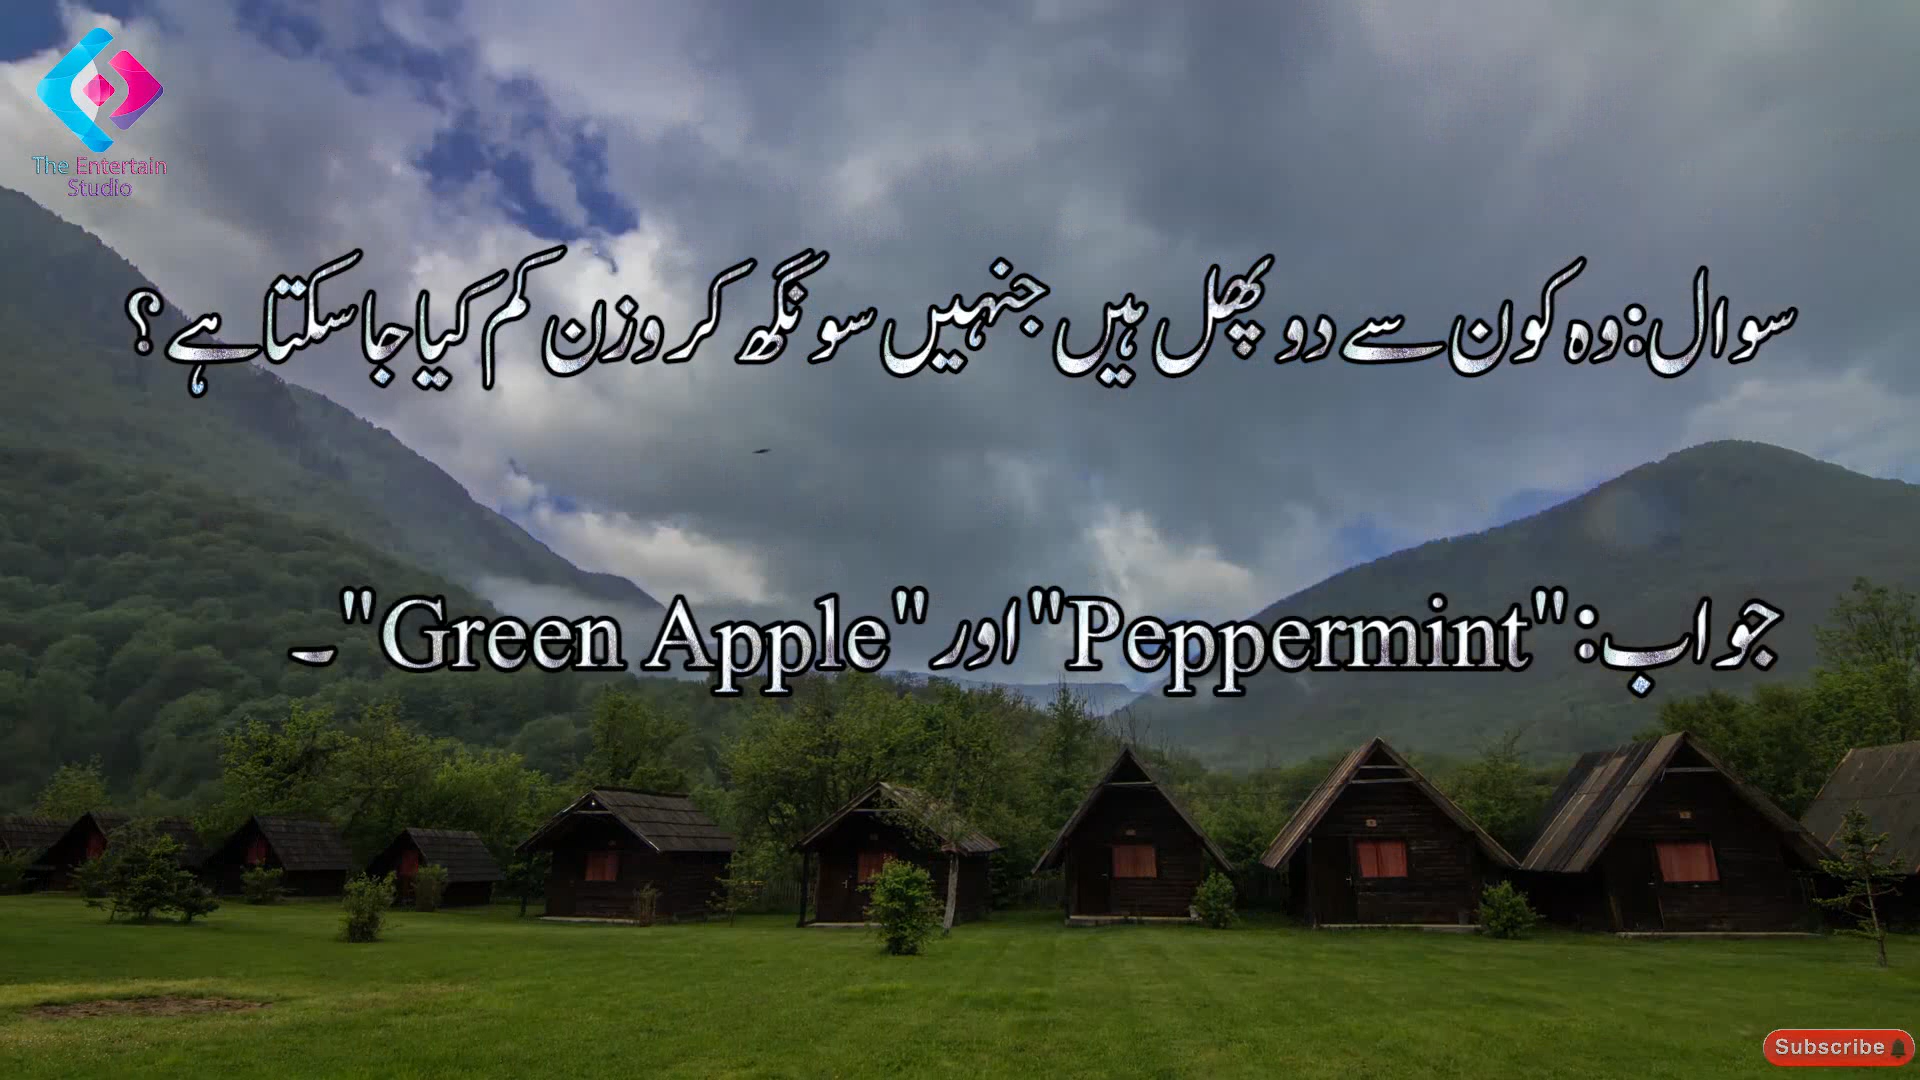 The Entertain
Studio
سوال:وہ کون سے دو پھل ہیں جنہیں سونگھ کر وزن کم کیا جا سکتا ہے؟
جواب:"Peppermint" اور "Green Apple"۔
Subscribe